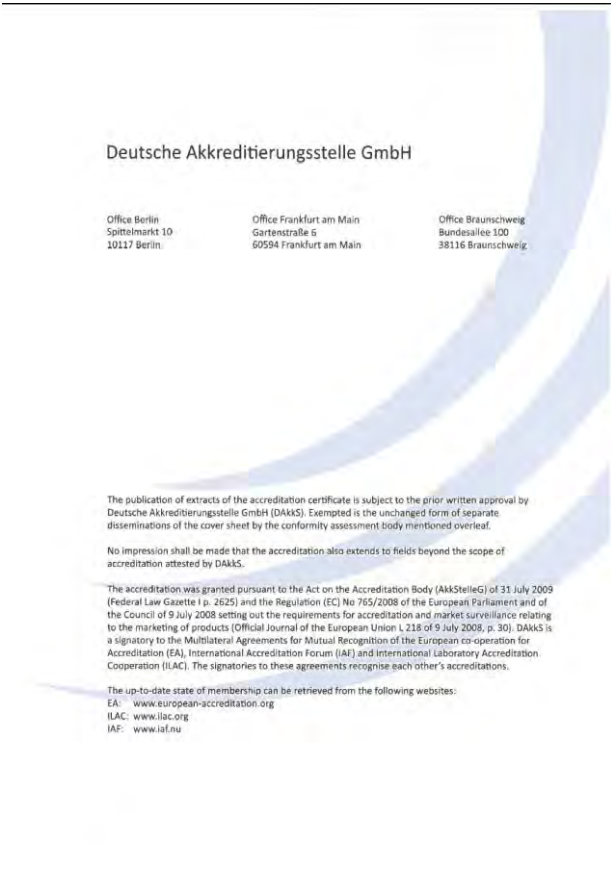 Deutsche Akkreditierungsstelle GmbH
Office Berlin
Spittelmarkt 10
10117 Berlin
Office Frankfurt am Main
Gartenstraße 6
60594 Frankfurt am Main
Office Braunschweig
Bundesallee 100
38116 Braunschweig
The publication of extracts of the accreditation certificate is subject to the prior written approval by
Deutsche Akkreditierungsstelle GmbH (DAkkS). Exempted is the unchanged form of separate
disseminations of the cover sheet by the conformity assessment body mentioned overleaf.
No impression shall be made that the accreditation also extends to fields beyond the scope of
accreditation attested by DAkkS.
The accreditation was granted pursuant to the Act on the Accreditation Body (AkkStelleG) of 31 July 2009
(Federal Law Gazette I p. 2625) and the Regulation (EC) No 765/2008 of the European Parliament and of
the Council of 9 July 2008 setting out the requirements for accreditation and market surveillance relating
to the marketing of products (Official Journal of the European Union L 218 of 9 July 2008, p. 30). DAkkS is
a signatory to the Multilateral Agreements for Mutual Recognition of the European co-operation for
Accreditation (EA), International Accreditation Forum (IAF) and International Laboratory Accreditation
Cooperation (ILAC). The signatories to these agreements recognise each other's accreditations.
The up-to-date state of membership can be retrieved from the following websites:
EA: www.european-accreditation.org
ILAC: www.ilac.org
IAF: www.iaf.nu